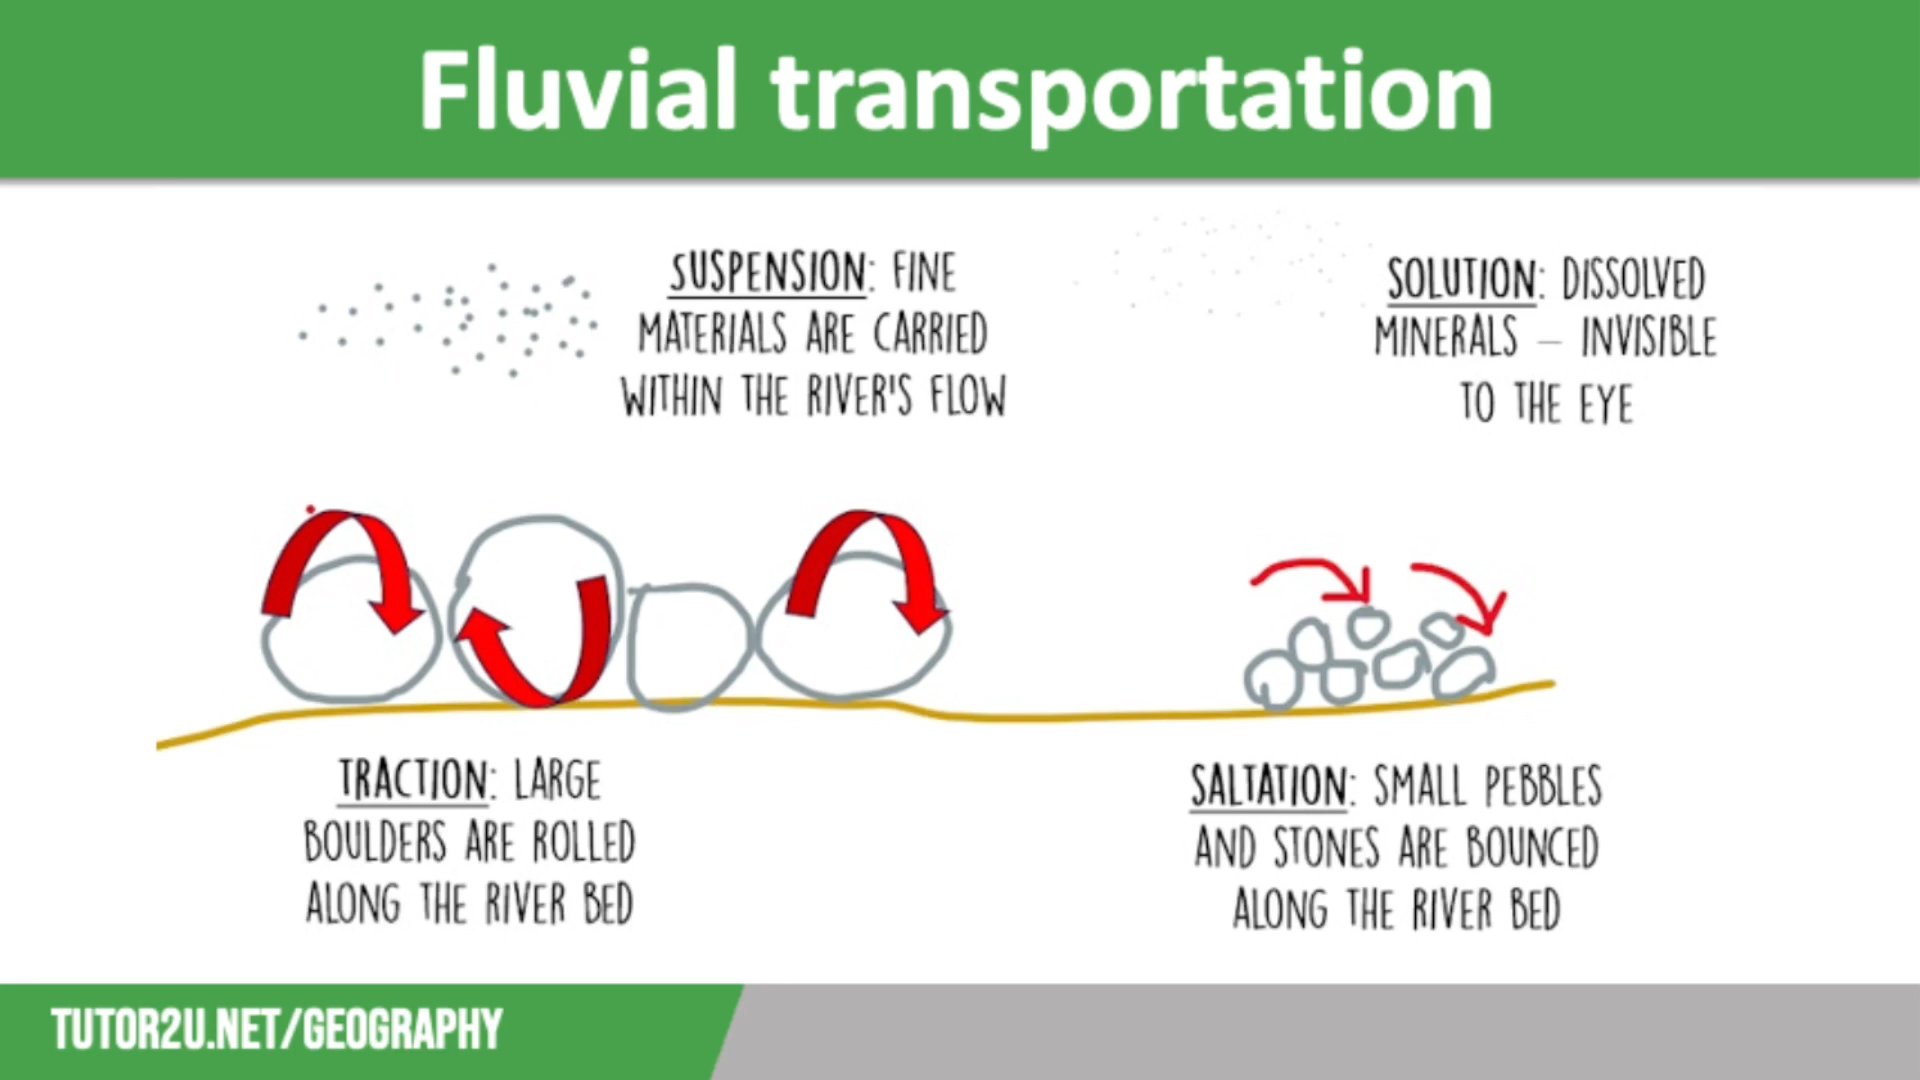 Fluvial transportation
SUSPENSION: FINE
MATERIALS ARE CARRIED
WITHIN THE RIVER'S FLOW
SOLUTION: DISSOLVED
MINERALS – INVISIBLE
TO THE EYE
TRACTION: LARGE
BOULDERS ARE ROLLED
ALONG THE RIVER BED
SALTATION: SMALL PEBBLES
AND STONES ARE BOUNCED
ALONG THE RIVER BED
TUTOR2U.NET/GEOGRAPHY